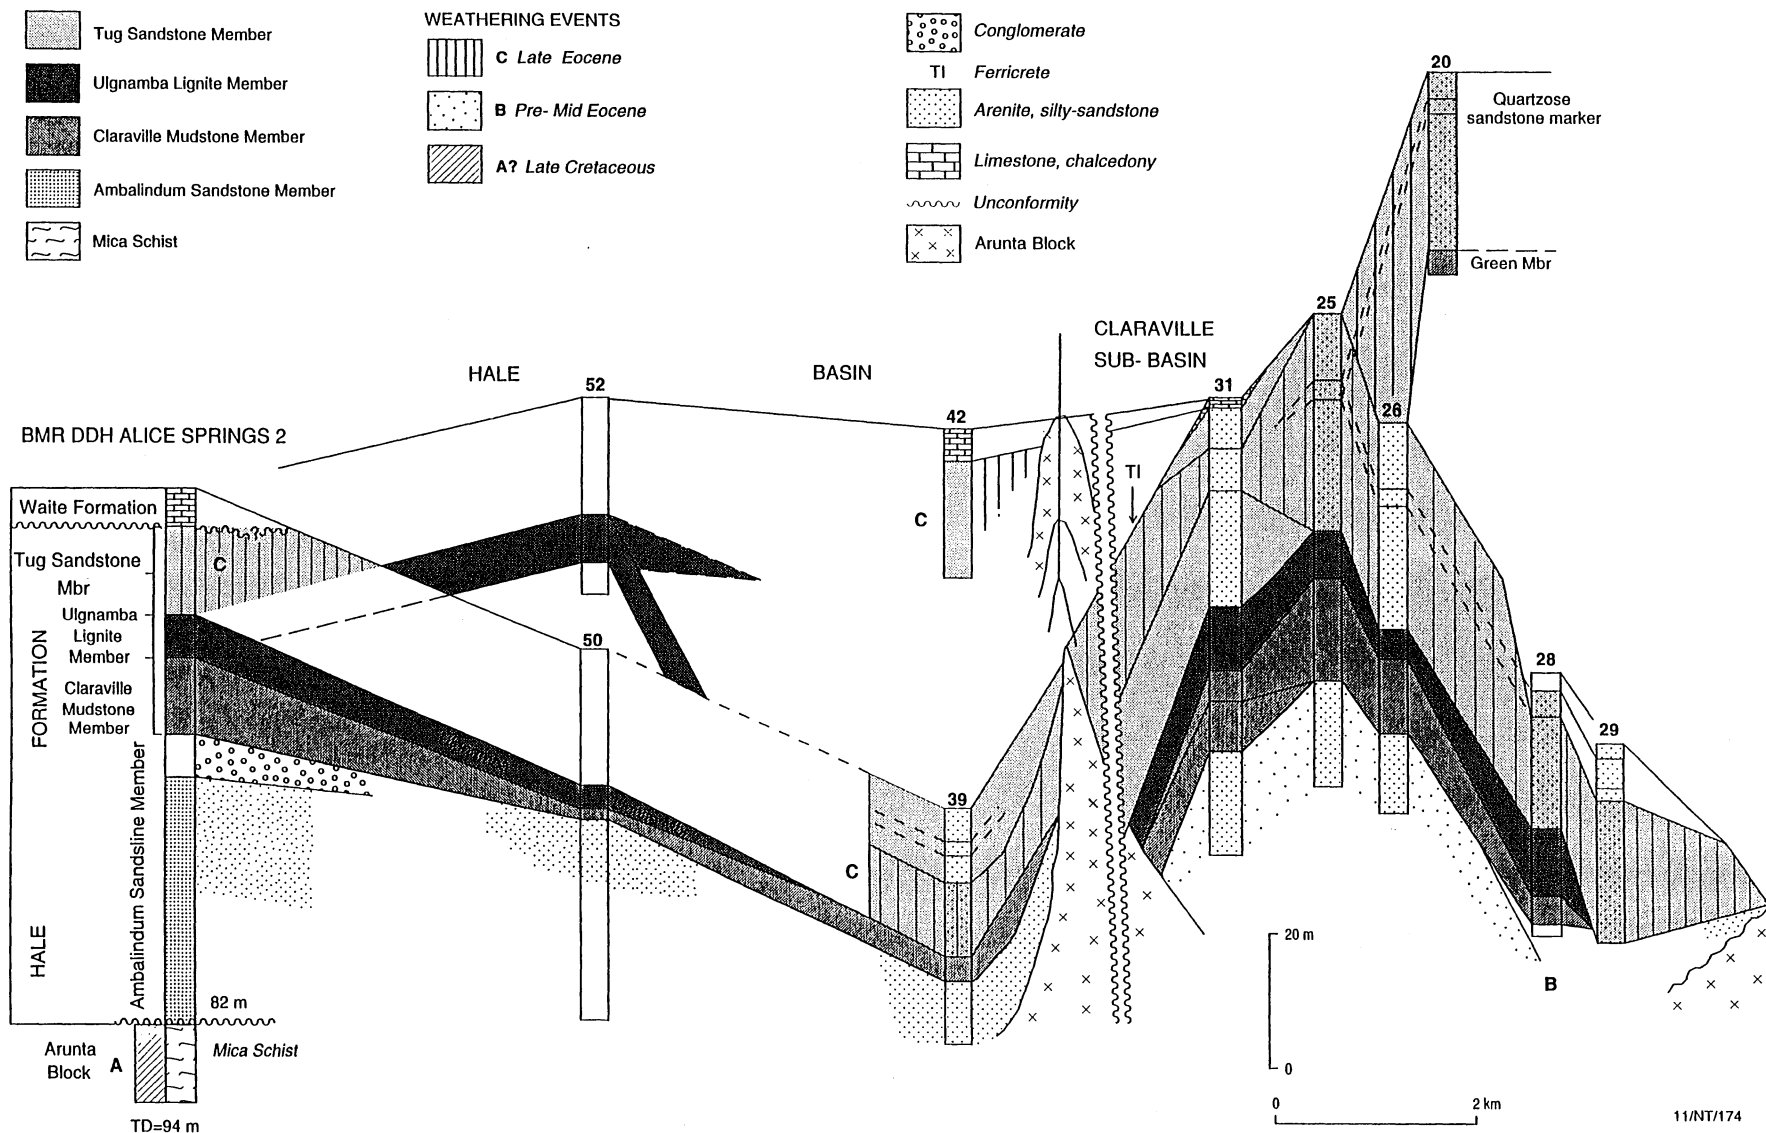 Tug Sandstone Member
Ulgnamba Lignite Member
Claraville Mudstone Member
Ambalindum Sandstone Member
Mica Schist
WEATHERING EVENTS
C Late Eocene
B Pre- Mid Eocene
A? Late Cretaceous
Conglomerate
TI Ferricrete
Arenite, silty-sandstone
Limestone, chalcedony
Unconformity
Arunta Block
20
Quartzose
sandstone marker
Green Mbr
25
CLARAVILLE
SUB- BASIN
HALE BASIN
52
31
26
42
BMR DDH ALICE SPRINGS 2
TI
Waite Formation
C
C
Tug Sandstone
Mbr
Ulgnamba
Lignite
Member
50
28
Claraville
Mudstone
Member
29
39
C
HALE
FORMATION
Ambalindum Sandsline Member
20 m
B
82 m
Arunta
Block
A
Mica Schist
0
TD=94 m
0
2 km
11/NT/174